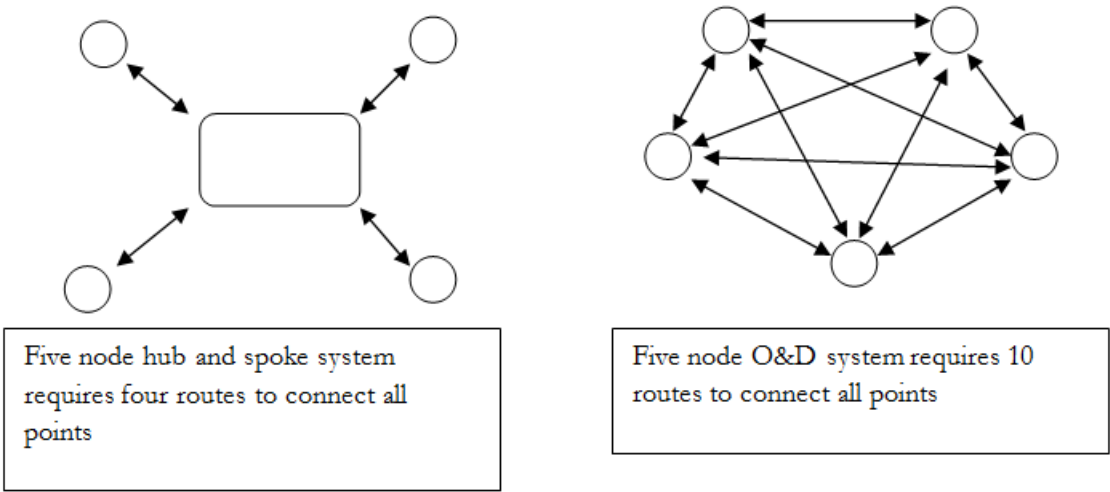 Five node hub and spoke system
requires four routes to connect all
points
Five node O&D system requires 10
routes to connect all points